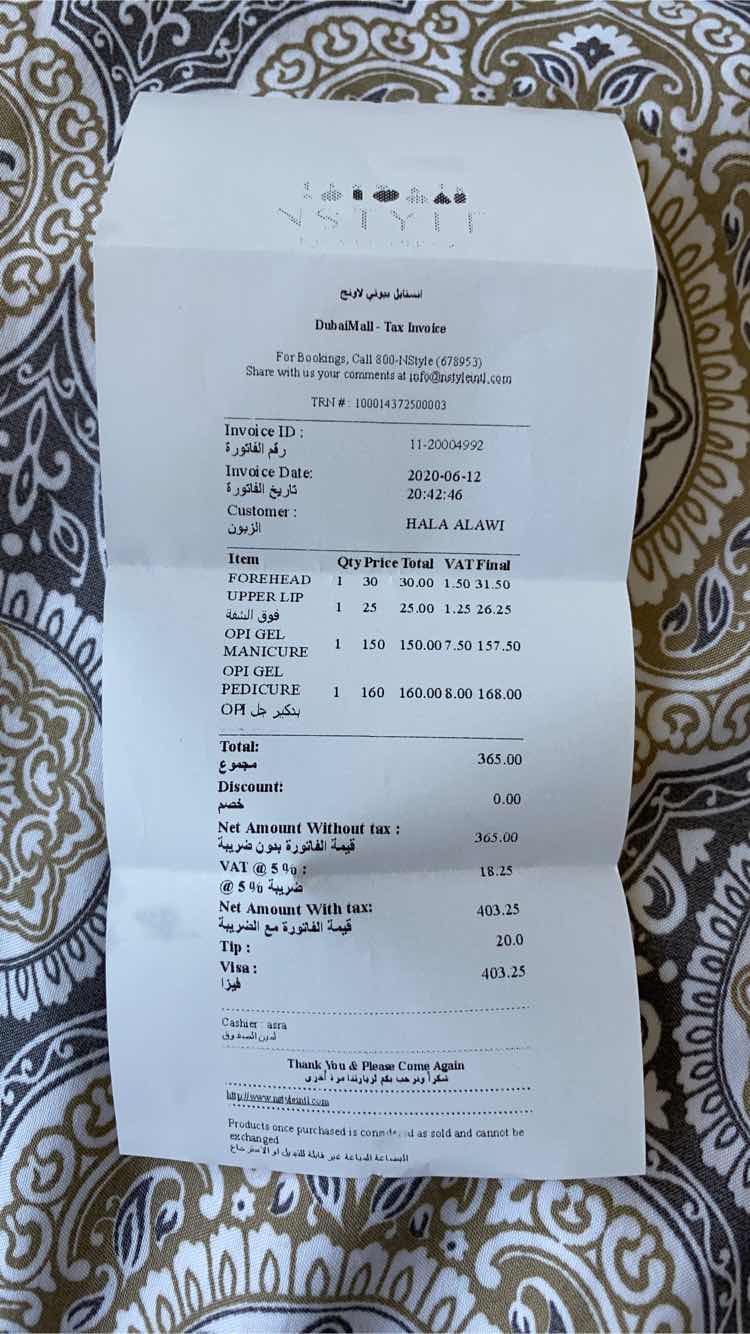 NSTYLE
انستايل بيوتي لاونج
DubaiMall - Tax Invoice
For Bookings, Call 800-NStyle (678953)
Share with us your comments at info@nstyleintl.com
TRN # : 100014372500003
Invoice ID : 11-20004992
رقم الفاتورة
Invoice Date: 2020-06-12
تاريخ الفاتورة 20:42:46
Customer : HALA ALAWI
الزبون
Item Qty Price Total VAT Final
FOREHEAD 1 30 30.00 1.50 31.50
UPPER LIP 1 25 25.00 1.25 26.25
فوق الشفة
OPI GEL
MANICURE 1 150 150.00 7.50 157.50
OPI GEL
PEDICURE 1 160 160.00 8.00 168.00
بدكير جل OPI
Total: 365.00
مجموع
Discount: 0.00
خصم
Net Amount Without tax : 365.00
قيمة الفاتورة بدون ضريبة
VAT @ 5 % : 18.25
ضريبة 5 % @
Net Amount With tax: 403.25
قيمة الفاتورة مع الضريبة
Tip : 20.0
Visa : 403.25
فيزا
Cashier : asra
امين الصندوق
Thank You & Please Come Again
شكرا ونرحب بكم لزيارتنا مرة أخرى
http://www.nstyleintl.com
Products once purchased is considered as sold and cannot be
exchanged
البضاعة المباعة غير قابلة للتبديل او الاسترجاع